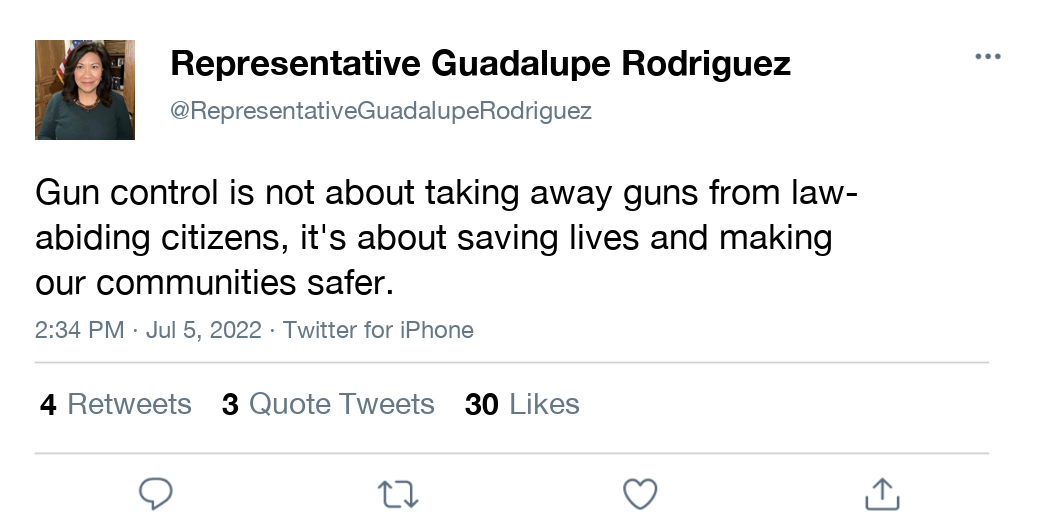 Representative Guadalupe Rodriguez
@RepresentativeGuadalupeRodriguez
Gun control is not about taking away guns from law-
abiding citizens, it's about saving lives and making
our communities safer.
2:34 PM · Jul 5, 2022 · Twitter for iPhone
4 Retweets 3 Quote Tweets 30 Likes